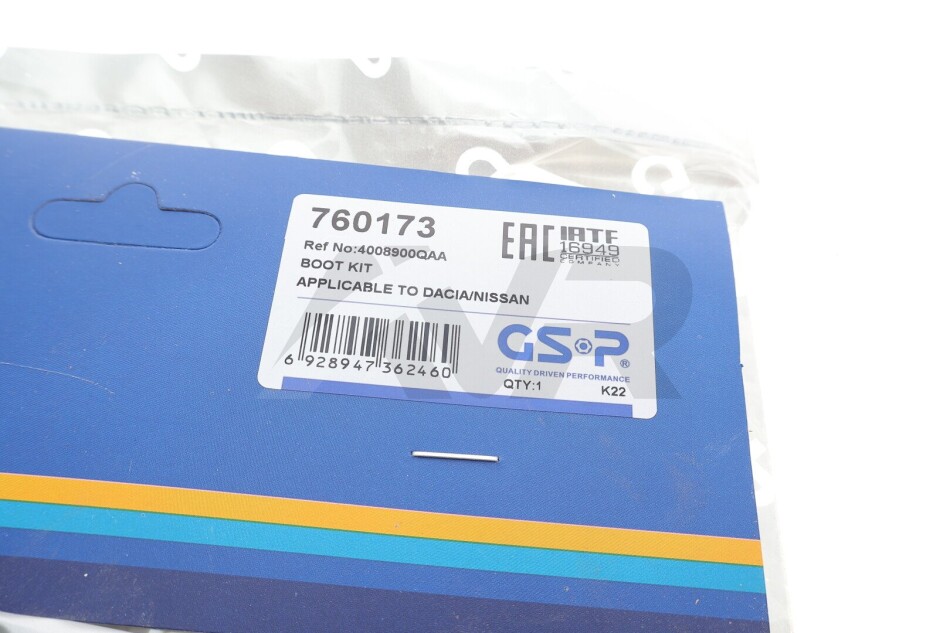 760173
Ref No:4008900QAA
BOOT KIT
APPLICABLE TO DACIA/NISSAN
EAC
IATF
16949
CERTIFIED
COMPANY
6 928947 362460
GSP®
QUALITY DRIVEN PERFORMANCE
QTY:1
K22
AVR